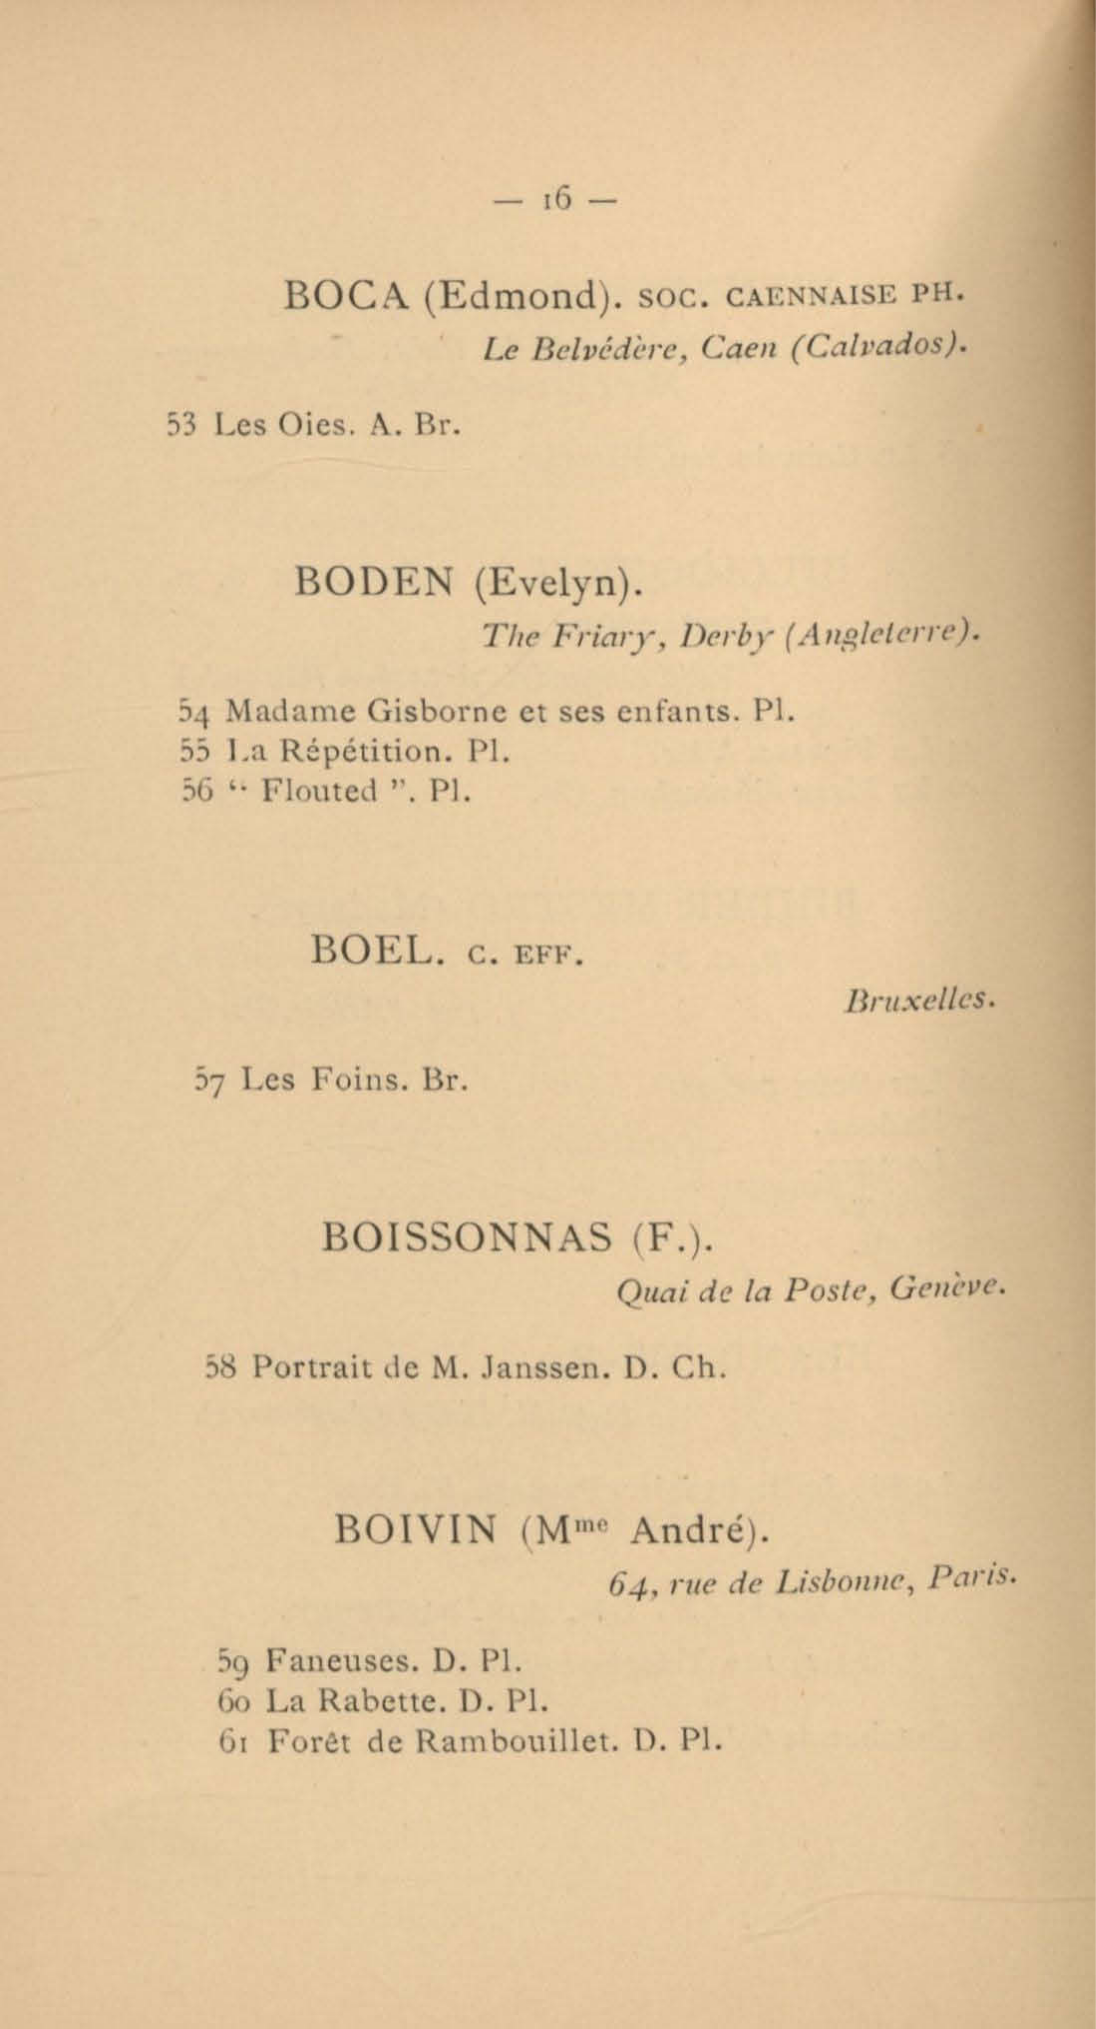 — 16 —
BOCA (Edmond). SOC. CAENNAISE PH.
Le Belvédère, Caen (Calvados).
53 Les Oies. A. Br.
BODEN (Evelyn).
The Friary, Derby (Angleterre).
54 Madame Gisborne et ses enfants. Pl.
55 La Répétition. Pl.
56 “ Flouted ”. Pl.
BOEL. C. EFF.
Bruxelles.
57 Les Foins. Br.
BOISSONNAS (F.).
Quai de la Poste, Genève.
58 Portrait de M. Janssen. D. Ch.
BOIVIN (Mme André).
64, rue de Lisbonne, Paris.
59 Faneuses. D. Pl.
60 La Rabette. D. Pl.
61 Forêt de Rambouillet. D. Pl.